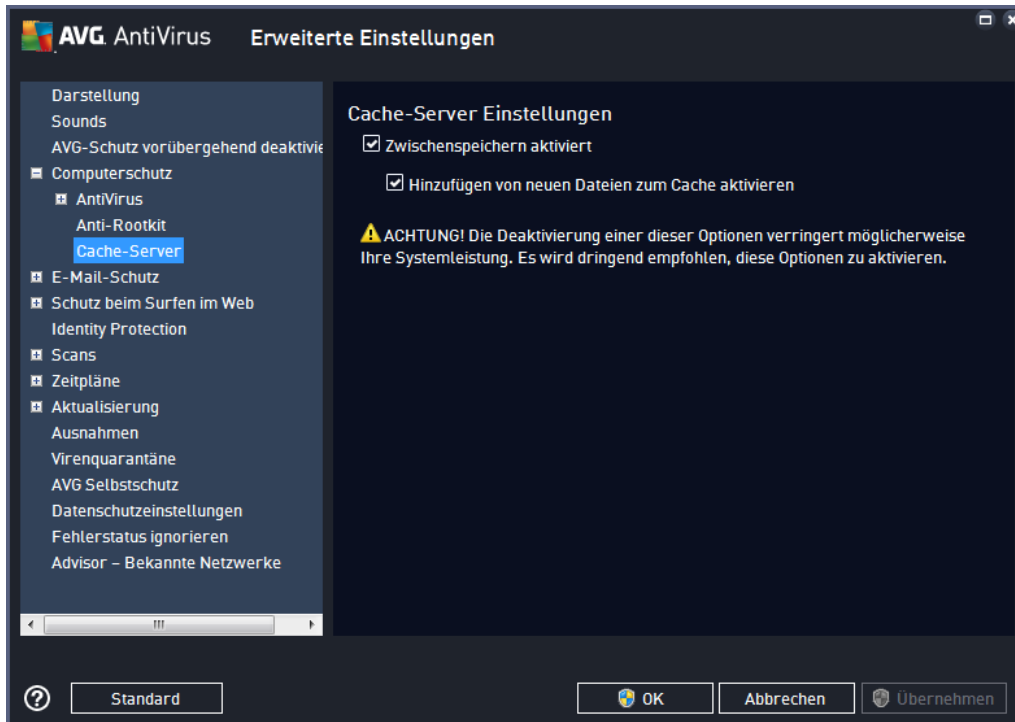 AVG. AntiVirus Erweiterte Einstellungen
Darstellung
Sounds
AVG-Schutz vorübergehend deaktivie
Computerschutz
AntiVirus
Anti-Rootkit
Cache-Server
E-Mail-Schutz
Schutz beim Surfen im Web
Identity Protection
Scans
Zeitpläne
Aktualisierung
Ausnahmen
Virenquarantäne
AVG Selbstschutz
Datenschutzeinstellungen
Fehlerstatus ignorieren
Advisor – Bekannte Netzwerke
Cache-Server Einstellungen
Zwischenspeichern aktiviert
Hinzufügen von neuen Dateien zum Cache aktivieren
ACHTUNG! Die Deaktivierung einer dieser Optionen verringert möglicherweise
Ihre Systemleistung. Es wird dringend empfohlen, diese Optionen zu aktivieren.
? Standard OK Abbrechen Übernehmen